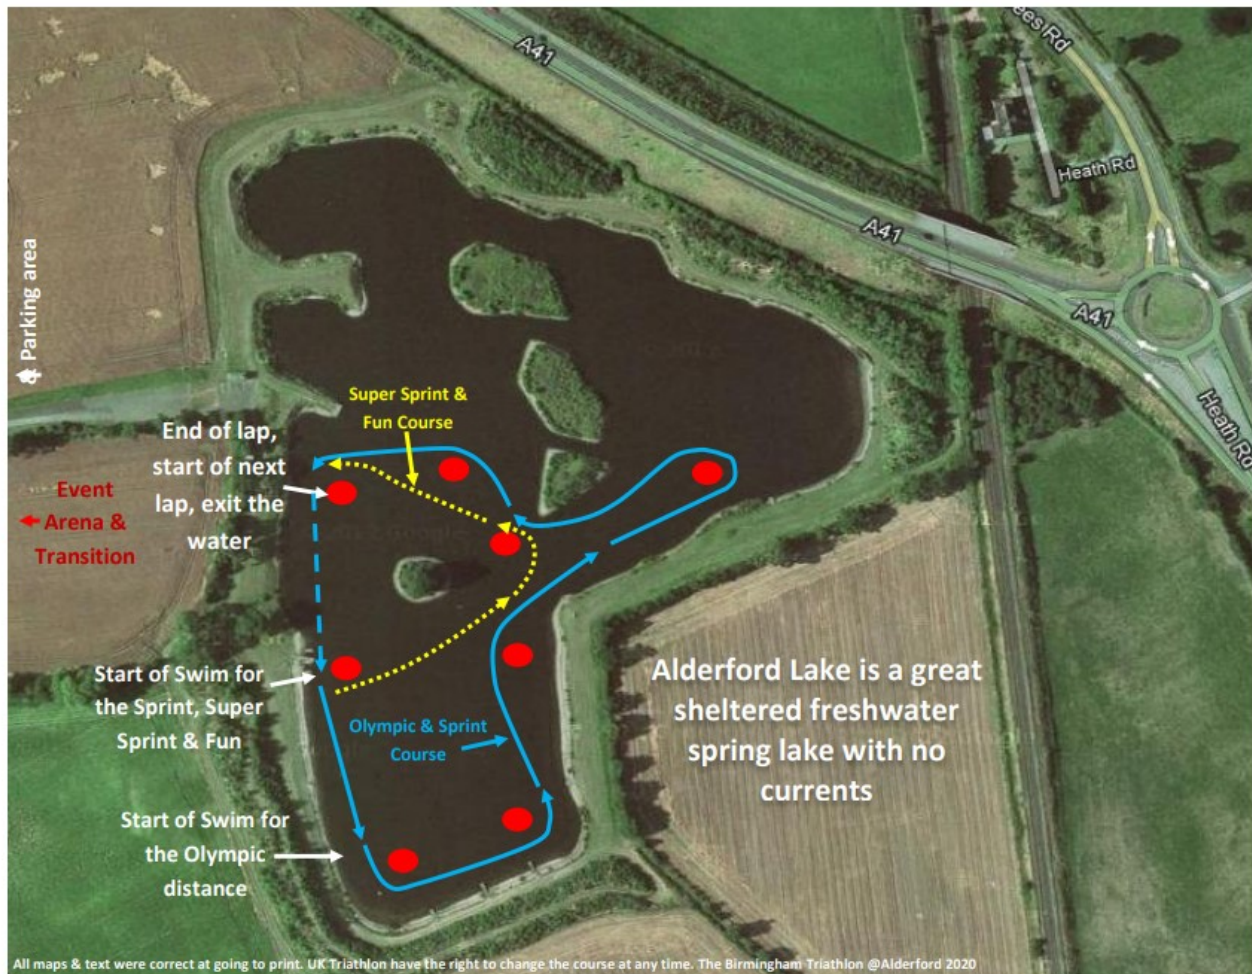 A41
ees Rd
Heath Rd
A41
A41
Heath Rd
& Parking area
Super Sprint &
Fun Course
End of lap,
start of next
lap, exit the
water
Event
Arena &
Transition
Start of Swim for
the Sprint, Super
Sprint & Fun
Olympic & Sprint
Course
Alderford Lake is a great
sheltered freshwater
spring lake with no
currents
Start of Swim for
the Olympic
distance
All maps & text were correct at going to print. UK Triathlon have the right to change the course at any time. The Birmingham Triathlon @Alderford 2020